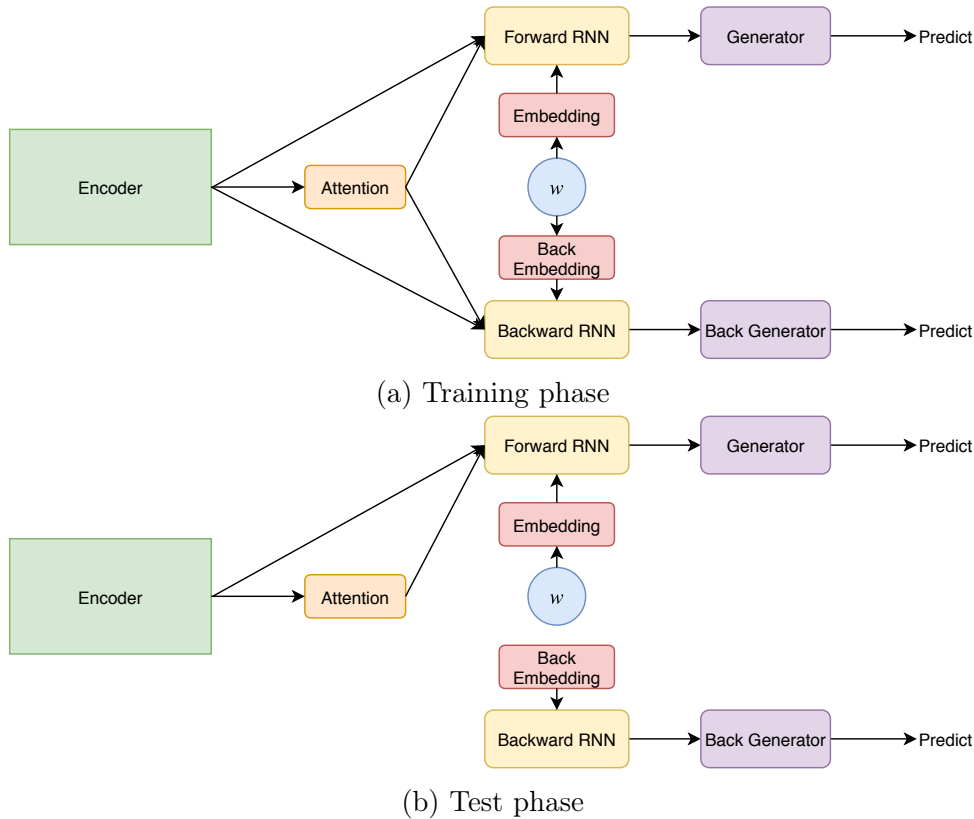 Forward RNN
Generator
Predict
Embedding
Encoder
Attention
w
Back
Embedding
Backward RNN
Back Generator
Predict
(a) Training phase
Forward RNN
Generator
Predict
Embedding
Encoder
Attention
w
Back
Embedding
Backward RNN
Back Generator
Predict
(b) Test phase